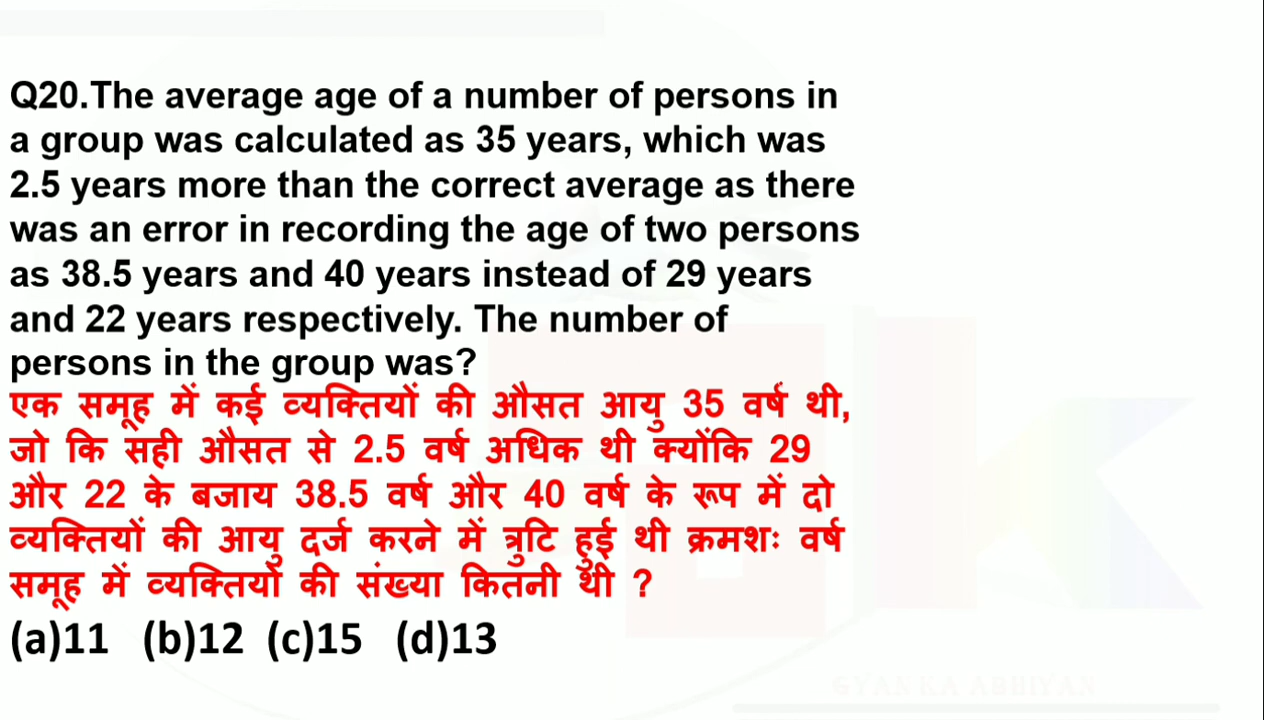 Q20.The average age of a number of persons in
a group was calculated as 35 years, which was
2.5 years more than the correct average as there
was an error in recording the age of two persons
as 38.5 years and 40 years instead of 29 years
and 22 years respectively. The number of
persons in the group was?
एक समूह में कई व्यक्तियों की औसत आयु 35 वर्ष थी,
जो कि सही औसत से 2.5 वर्ष अधिक थी क्योंकि 29
और 22 के बजाय 38.5 वर्ष और 40 वर्ष के रूप में दो
व्यक्तियों की आयु दर्ज करने में त्रुटि हुई थी क्रमशः वर्ष
समूह में व्यक्तियों की संख्या कितनी थी ?
(a)11 (b)12 (c)15 (d)13
GYAN KA ABHIYAN